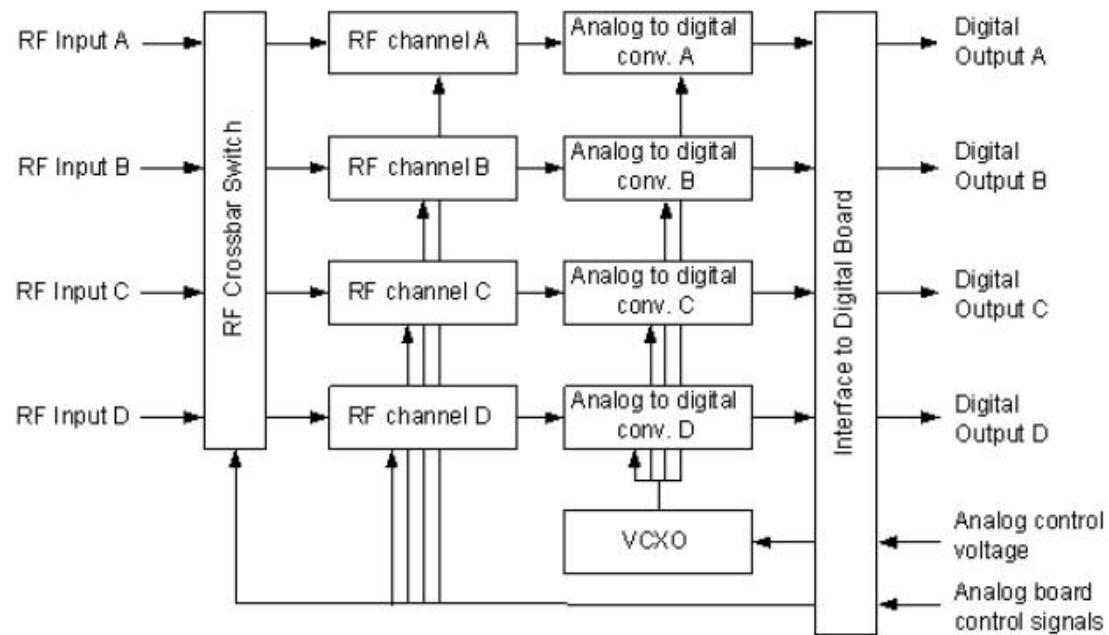 RF Input A
RF channel A
Analog to digital
conv. A
Digital
Output A
RF Input B
RF channel B
Analog to digital
conv. B
Digital
Output B
RF Crossbar Switch
Interface to Digital Board
RF Input C
RF channel C
Analog to digital
conv. C
Digital
Output C
RF Input D
RF channel D
Analog to digital
conv. D
Digital
Output D
VCXO
Analog control
voltage
Analog board
control signals